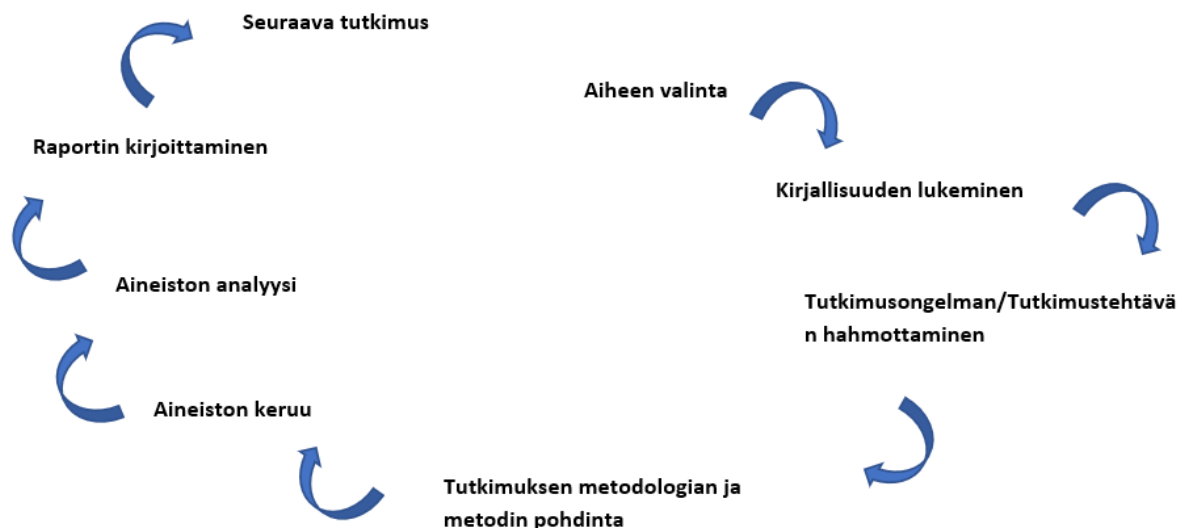 Seuraava tutkimus
Aiheen valinta
Raportin kirjoittaminen
Kirjallisuuden lukeminen
Aineiston analyysi
Tutkimusongelman/Tutkimustehtävä
n hahmottaminen
Aineiston keruu
Tutkimuksen metodologian ja
metodin pohdinta